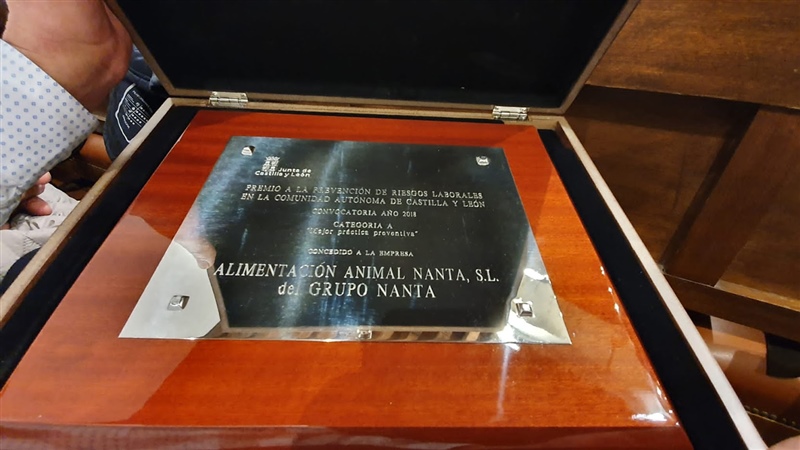 Junta de
Castilla y León
PREMIO A LA PREVENCIÓN DE RIESGOS LABORALES
EN LA COMUNIDAD AUTÓNOMA DE CASTILLA Y LEÓN
CONVOCATORIA AÑO 2018
CATEGORIA A
"Mejor práctica preventiva"
CONCEDIDO A LA EMPRESA
ALIMENTACIÓN ANIMAL NANTA, S.L.
del GRUPO NANTA